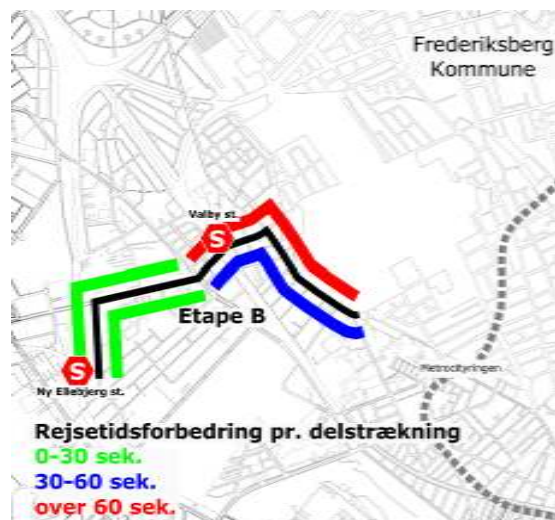 Frederiksberg
Kommune
Valby st.
S
Etape B
S
Ny Ellebjerg st.
Metrocityringen
Rejsetidsforbedring pr. delstrækning
0-30 sek.
30-60 sek.
over 60 sek.